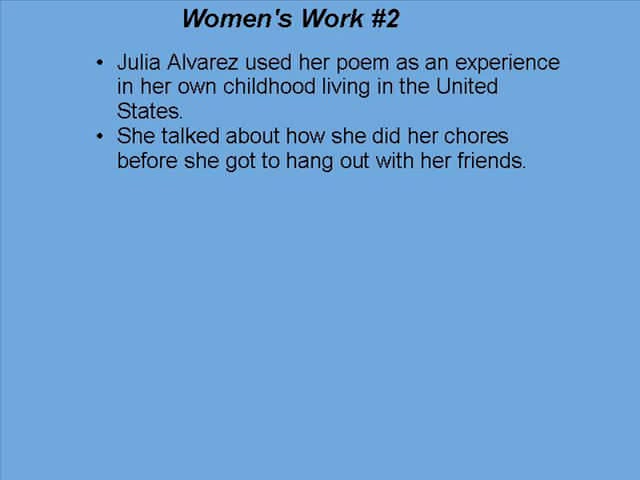 Women's Work #2
• Julia Alvarez used her poem as an experience
in her own childhood living in the United
States.
• She talked about how she did her chores
before she got to hang out with her friends.